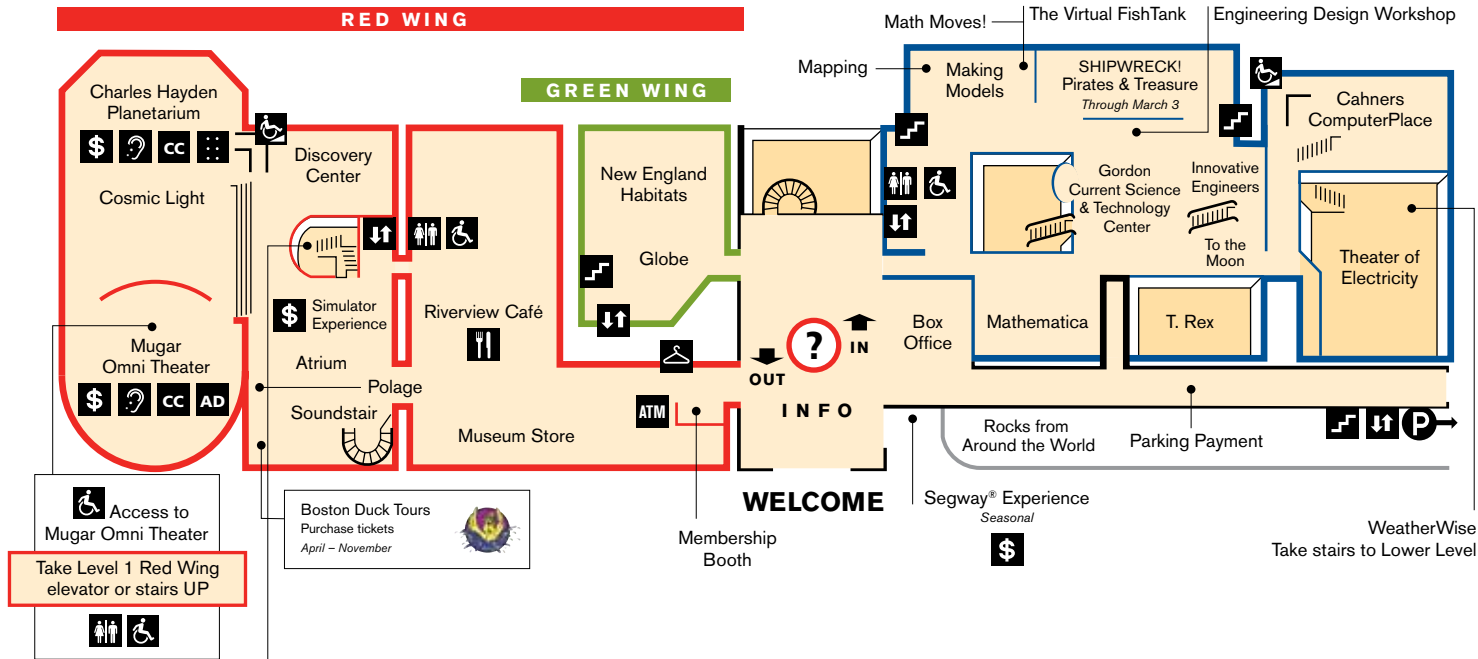 RED WING
Math Moves!
The Virtual FishTank
Engineering Design Workshop
Mapping
Making
Models
SHIPWRECK!
Pirates & Treasure
Through March 3
GREEN WING
Charles Hayden
Planetarium
$
CC
Cahners
ComputerPlace
Discovery
Center
Cosmic Light
New England
Habitats
Gordon
Current Science
& Technology
Center
Innovative
Engineers
To the
Moon
Globe
Theater of
Electricity
$
Simulator
Experience
Riverview Café
Mugar
Omni Theater
$
CC
AD
Atrium
Polage
Soundstair
Museum Store
ATM
?
IN
OUT
INFO
Box
Office
Mathematica
T. Rex
Rocks from
Around the World
Parking Payment
P
WELCOME
Segway® Experience
Seasonal
$
Membership
Booth
WeatherWise
Take stairs to Lower Level
Boston Duck Tours
Purchase tickets
April – November
Access to
Mugar Omni Theater
Take Level 1 Red Wing
elevator or stairs UP